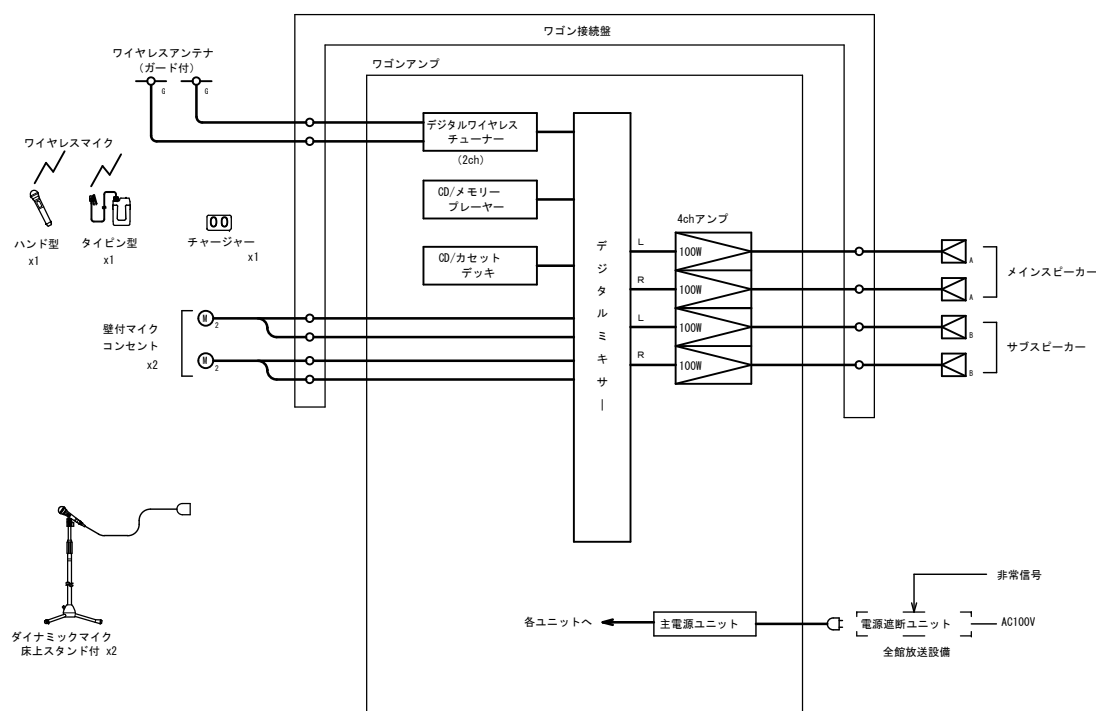 ワゴン接続盤
ワイヤレスアンテナ
(ガード付)
G
G
ワゴンアンプ
デジタルワイヤレス
チューナー
(2ch)
ワイヤレスマイク
ハンド型
x1
タイピン型
x1
チャージャー
x1
CD/メモリー
プレーヤー
CD/カセット
デッキ
デジタルミキサー
4chアンプ
L
100W
R
100W
L
100W
R
100W
A
A
メインスピーカー
B
B
サブスピーカー
壁付マイク
コンセント
x2
M
2
M
2
ダイナミックマイク
床上スタンド付 x2
非常信号
各ユニットへ
主電源ユニット
電源遮断ユニット
AC100V
全館放送設備